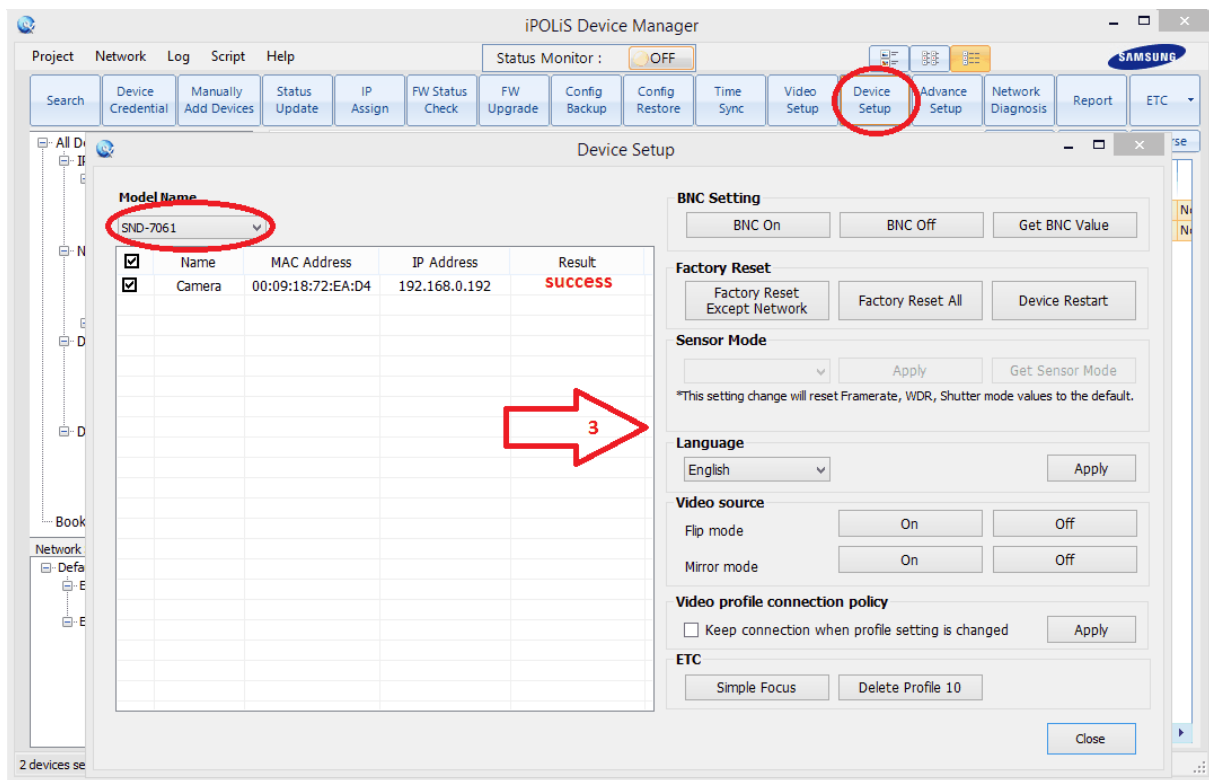 iPOLiS Device Manager
Project Network Log Script Help Status Monitor : OFF SAMSUNG
Search Device Credential Manually Add Devices Status Update IP Assign FW Status Check FW Upgrade Config Backup Config Restore Time Sync Video Setup Device Setup Advance Setup Network Diagnosis Report ETC
Device Setup
Model Name
SND-7061
Name MAC Address IP Address Result
Camera 00:09:18:72:EA:D4 192.168.0.192 success
3
BNC Setting
BNC On BNC Off Get BNC Value
Factory Reset
Factory Reset Except Network Factory Reset All Device Restart
Sensor Mode
Apply Get Sensor Mode
*This setting change will reset Framerate, WDR, Shutter mode values to the default.
Language
English Apply
Video source
Flip mode On Off
Mirror mode On Off
Video profile connection policy
Keep connection when profile setting is changed Apply
ETC
Simple Focus Delete Profile 10
Close
All D
Book
Network
Defa
2 devices se